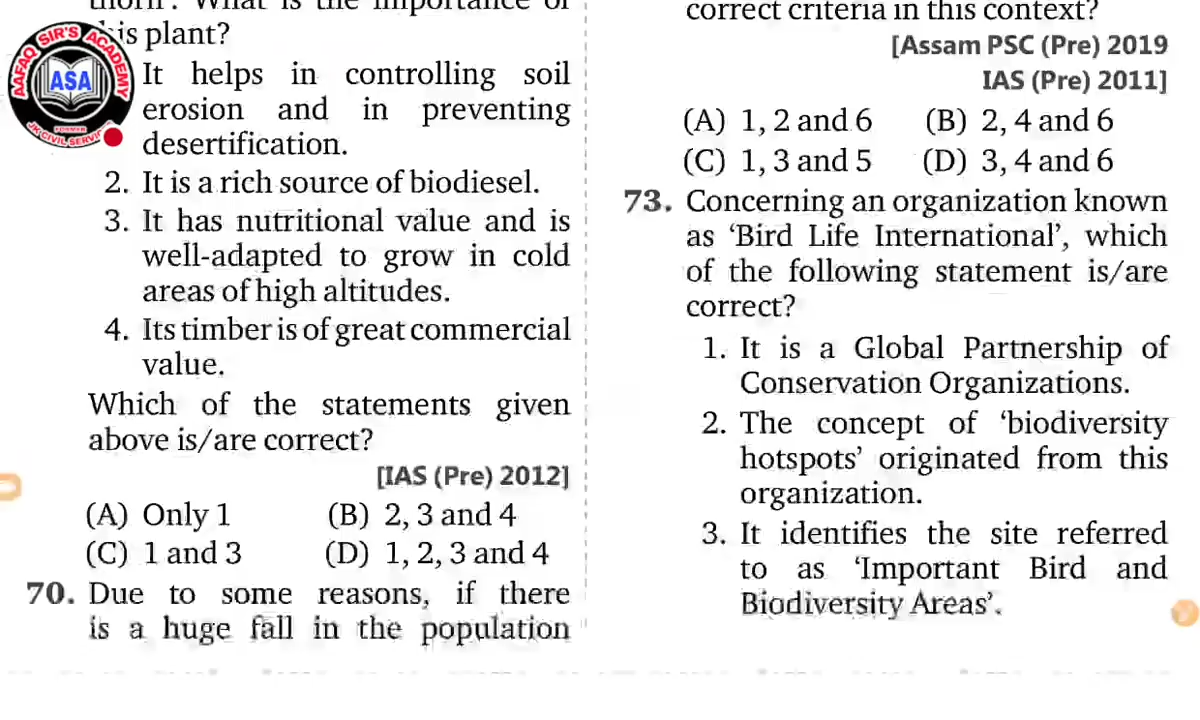 thorn'. What is the importance of
this plant?
It helps in controlling soil
erosion and in preventing
desertification.
2. It is a rich source of biodiesel.
3. It has nutritional value and is
well-adapted to grow in cold
areas of high altitudes.
4. Its timber is of great commercial
value.
Which of the statements given
above is/are correct?
[IAS (Pre) 2012]
(A) Only 1 (B) 2, 3 and 4
(C) 1 and 3 (D) 1, 2, 3 and 4
70. Due to some reasons, if there
is a huge fall in the population
correct criteria in this context?
[Assam PSC (Pre) 2019
IAS (Pre) 2011]
(A) 1, 2 and 6 (B) 2, 4 and 6
(C) 1, 3 and 5 (D) 3, 4 and 6
73. Concerning an organization known
as ‘Bird Life International’, which
of the following statement is/are
correct?
1. It is a Global Partnership of
Conservation Organizations.
2. The concept of ‘biodiversity
hotspots’ originated from this
organization.
3. It identifies the site referred
to as ‘Important Bird and
Biodiversity Areas’.
AAFAQ SIR'S ACADEMY
ASA